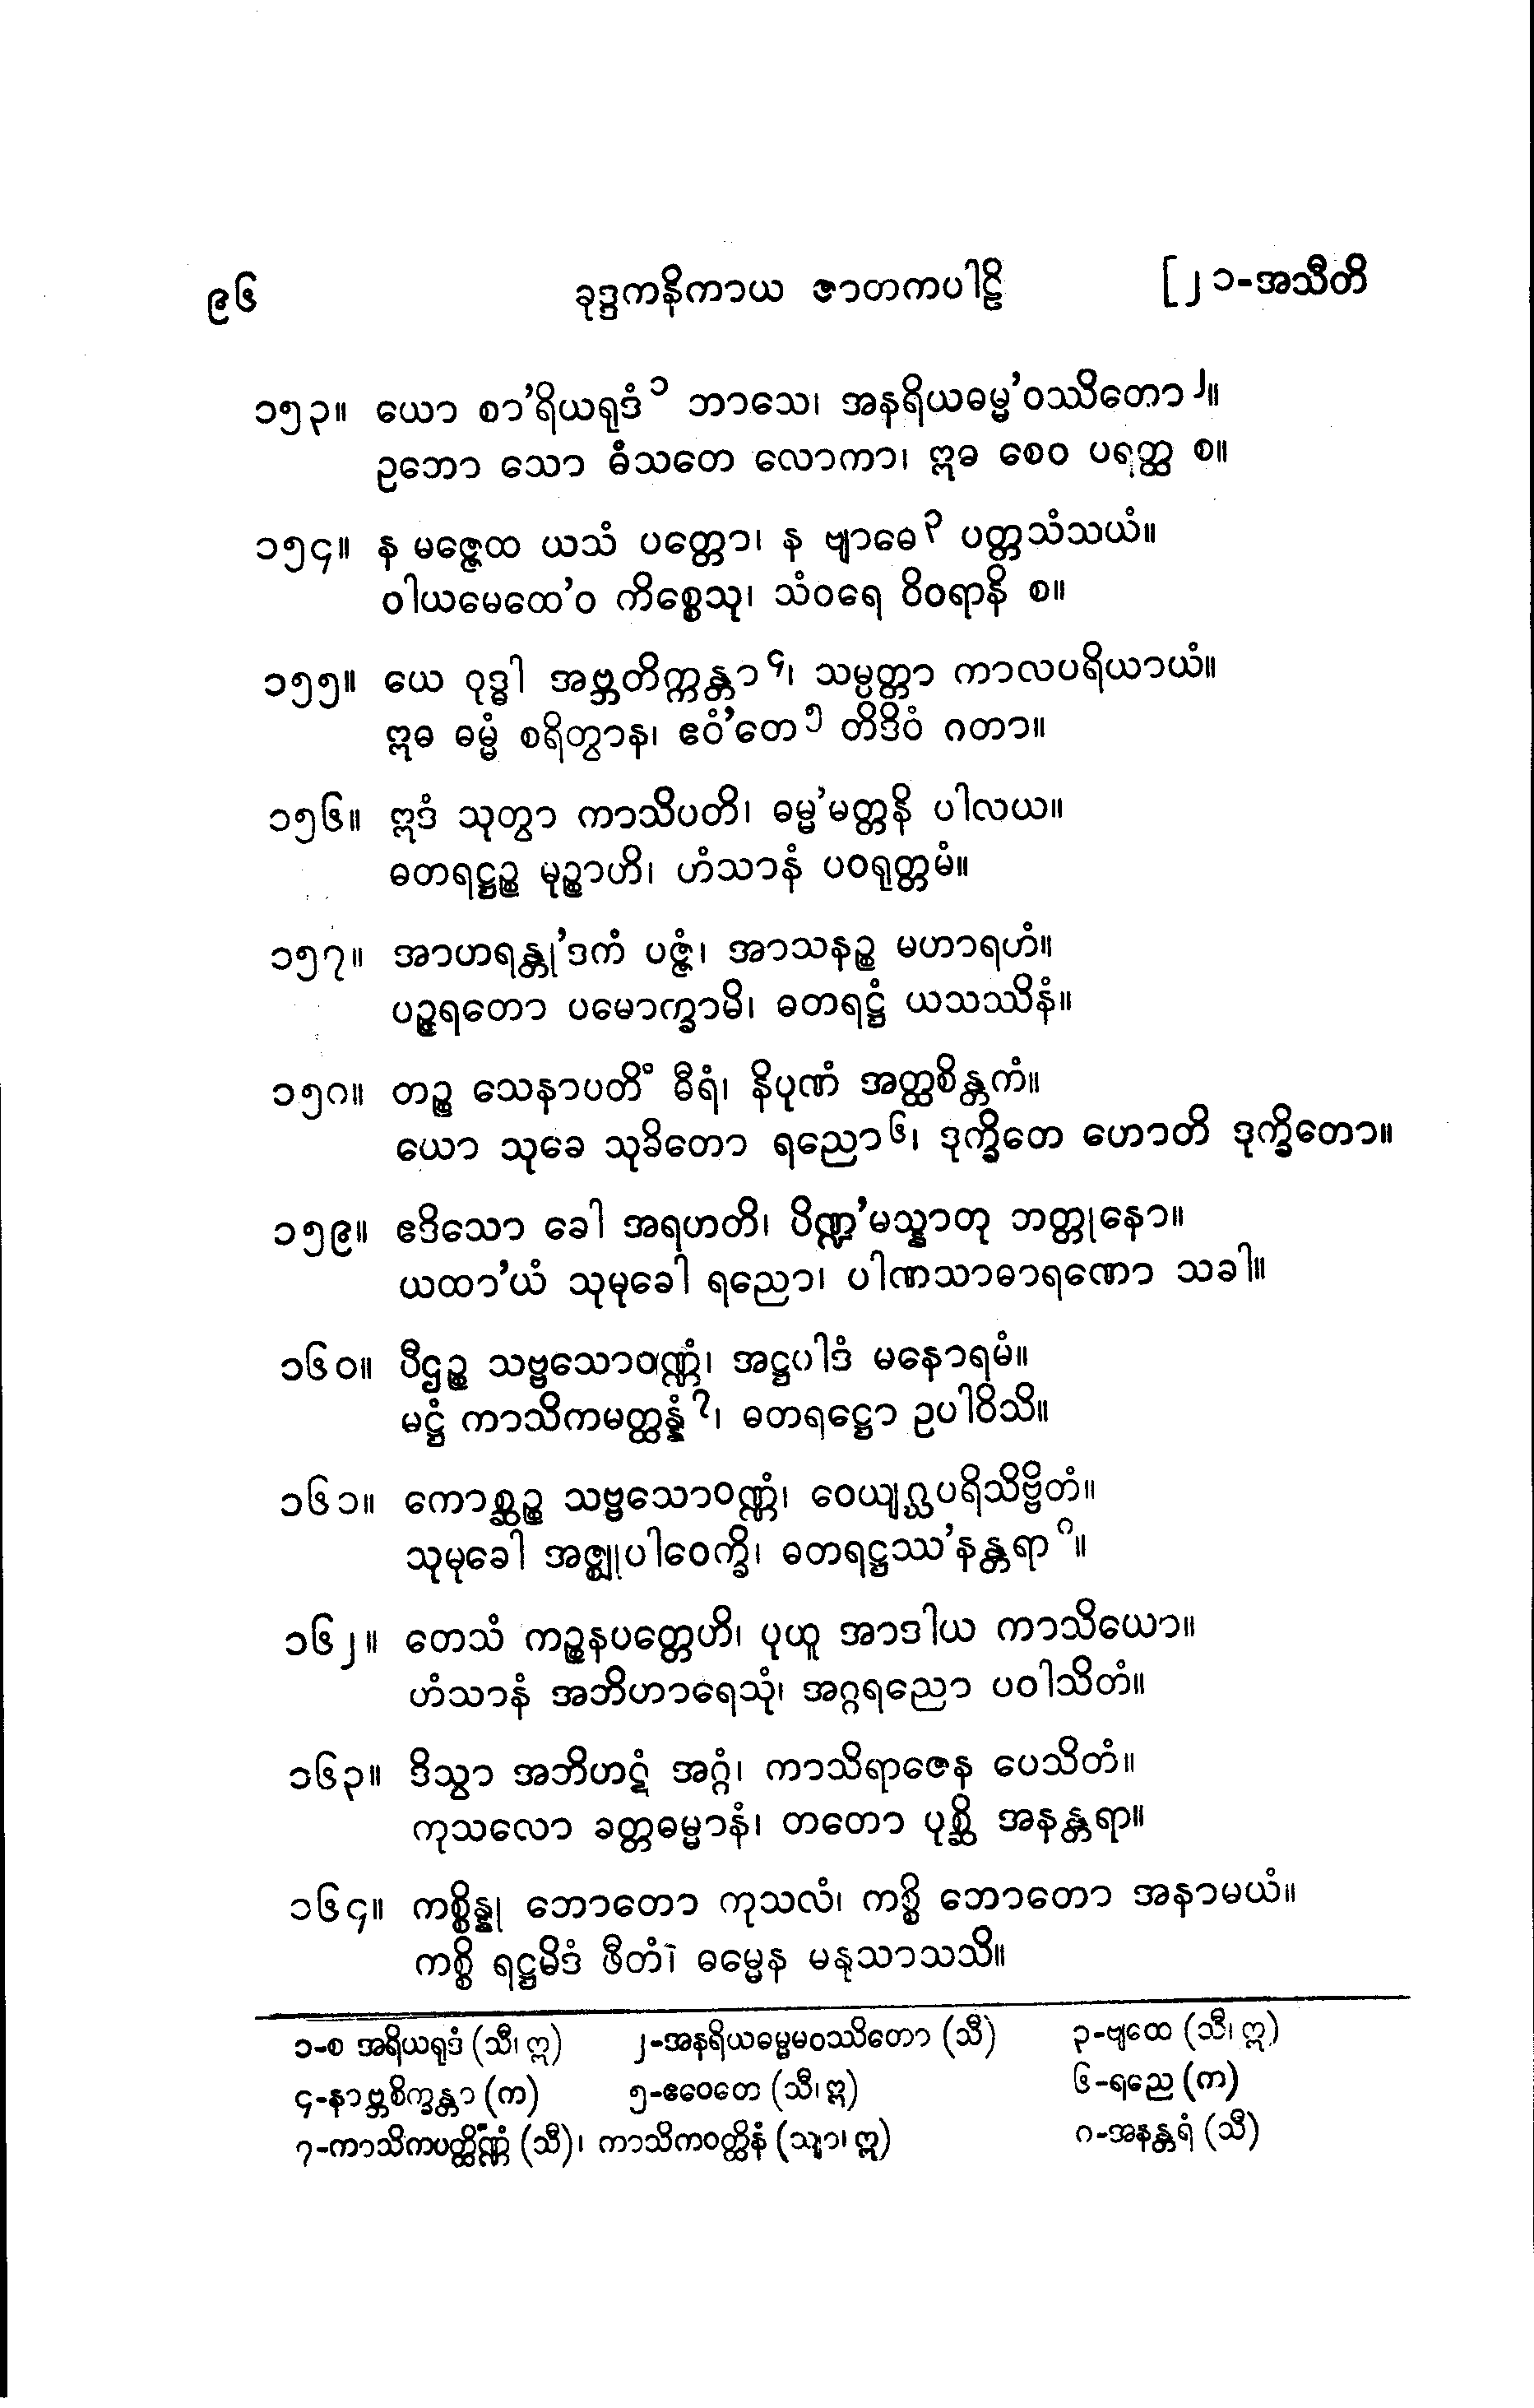 ၉၆ ခုဒ္ဒကနိကာယ ဇာတကပါဠိ [၂၁-အသီတိ
၁၅၃။ ယော စာ’ရိယရုဒံ၁ ဘာသေ၊ အနရိယဓမ္မ’ဝဿိတော၂။
ဥဘော သော ဓံသတေ လောကာ၊ ဣဓ စေဝ ပရတ္ထ စ။
၁၅၄။ န မဇ္ဇေထ ယသံ ပတ္တော၊ န ဗျာဓေ၃ ပတ္တသံသယံ။
ဝါယမေထေ’ဝ ကိစ္စေသု၊ သံဝရေ ဝိဝရာနိ စ။
၁၅၅။ ယေ ဝုဒ္ဓါ အဗ္ဘတိက္ကန္တာ၄၊ သမ္ပတ္တာ ကာလပရိယာယံ။
ဣဓ ဓမ္မံ စရိတွာန၊ ဧဝံ’တေ၅ တိဒိဝံ ဂတာ။
၁၅၆။ ဣဒံ သုတွာ ကာသိပတိ၊ ဓမ္မ’မတ္တနိ ပါလယ။
ဓတရဋ္ဌဉ္စ မုဉ္စာဟိ၊ ဟံသာနံ ပဝရုတ္တမံ။
၁၅၇။ အာဟရန္တု’ဒကံ ပဇ္ဇံ၊ အာသနဉ္စ မဟာရဟံ။
ပဉ္ဇရတော ပမောက္ခာမိ၊ ဓတရဋ္ဌံ ယသဿိနံ။
၁၅၈။ တဉ္စ သေနာပတိံ ဓီရံ၊ နိပုဏံ အတ္ထစိန္တကံ။
ယော သုခေ သုခိတော ရညော၆၊ ဒုက္ခိတေ ဟောတိ ဒုက္ခိတော။
၁၅၉။ ဧဒိသော ခေါ အရဟတိ၊ ပိဏ္ဍ’မသ္နာတု ဘတ္တုနော။
ယထာ’ယံ သုမုခေါ ရညော၊ ပါဏသာဓာရဏော သခါ။
၁၆၀။ ပီဌဉ္စ သဗ္ဗသောဝဏ္ဏံ၊ အဋ္ဌပါဒံ မနောရမံ။
မဋ္ဌံ ကာသိကမတ္ထန္နံ၇၊ ဓတရဋ္ဌော ဥပါဝိသိ။
၁၆၁။ ကောစ္ဆဉ္စ သဗ္ဗသောဝဏ္ဏံ၊ ဝေယျဂ္ဃပရိသိဗ္ဗိတံ။
သုမုခေါ အဇ္ဈုပါဝေက္ခိ၊ ဓတရဋ္ဌဿ’နန္တရာ၈။
၁၆၂။ တေသံ ကဉ္စနပတ္တေဟိ၊ ပုထူ အာဒါယ ကာသိယော။
ဟံသာနံ အဘိဟာရေသုံ၊ အဂ္ဂရညော ပဝါသိတံ။
၁၆၃။ ဒိသွာ အဘိဟဋံ အဂ္ဂံ၊ ကာသိရာဇေန ပေသိတံ။
ကုသလော ခတ္တဓမ္မာနံ၊ တတော ပုစ္ဆိ အနန္တရာ။
၁၆၄။ ကစ္စိန္နု ဘောတော ကုသလံ၊ ကစ္စိ ဘောတော အနာမယံ။
ကစ္စိ ရဋ္ဌမိဒံ ဖီတံ၊ ဓမ္မေန မနုသာသသိ။
၁-စ အရိယရုဒံ (သီ၊ ဣ) ၂-အနရိယဓမ္မမဝဿိတော (သီ) ၃-ဗျထေ (သီ၊ ဣ)
၄-နာဗ္ဘစိက္ခန္တာ (က) ၅-ဧဝေတေ (သီ၊ ဣ) ၆-ရညေ (က)
၇-ကာသိကပတ္ထိဏ္ဏံ (သီ)၊ ကာသိကဝတ္ထိနံ (သျာ၊ ဣ) ၈-အနန္တရံ (သီ)